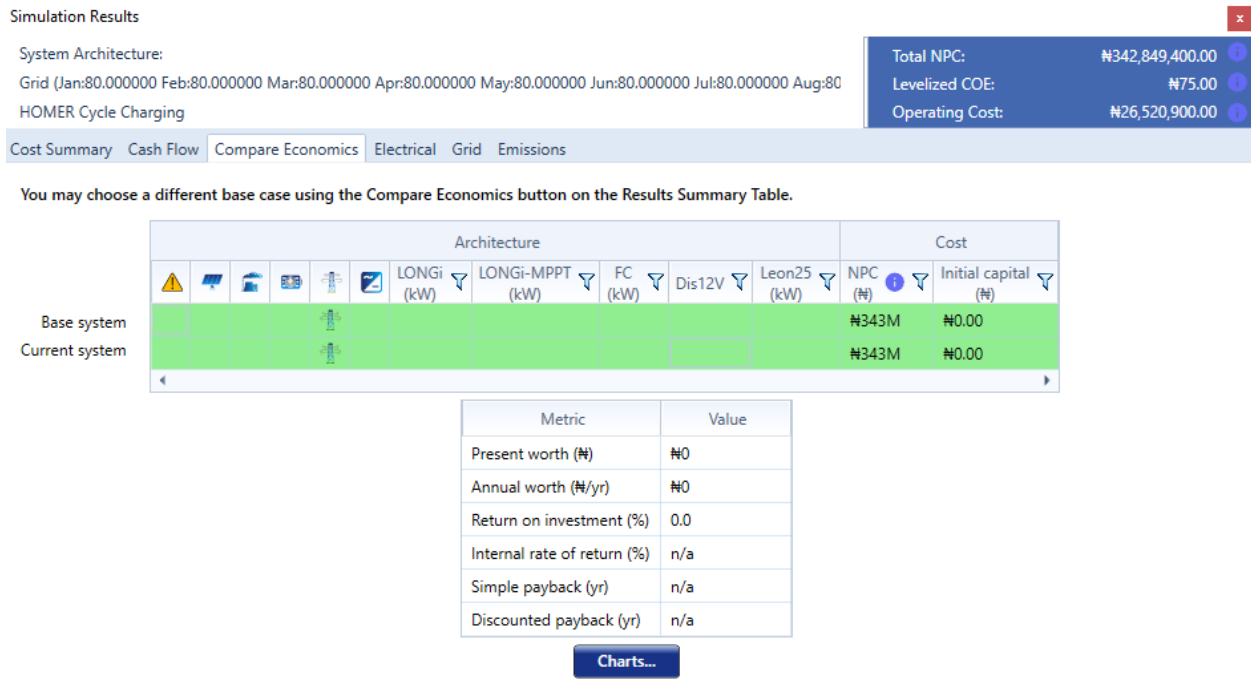 Simulation Results
x
System Architecture:
Grid (Jan:80.000000 Feb:80.000000 Mar:80.000000 Apr:80.000000 May:80.000000 Jun:80.000000 Jul:80.000000 Aug:80
HOMER Cycle Charging
Total NPC: ₦342,849,400.00
Levelized COE: ₦75.00
Operating Cost: ₦26,520,900.00
Cost Summary Cash Flow Compare Economics Electrical Grid Emissions
You may choose a different base case using the Compare Economics button on the Results Summary Table.
Architecture Cost
LONGi (kW) LONGi-MPPT (kW) FC (kW) Dis12V Leon25 (kW) NPC (₦) Initial capital (₦)
Base system ₦343M ₦0.00
Current system ₦343M ₦0.00
Metric Value
Present worth (₦) ₦0
Annual worth (₦/yr) ₦0
Return on investment (%) 0.0
Internal rate of return (%) n/a
Simple payback (yr) n/a
Discounted payback (yr) n/a
Charts...